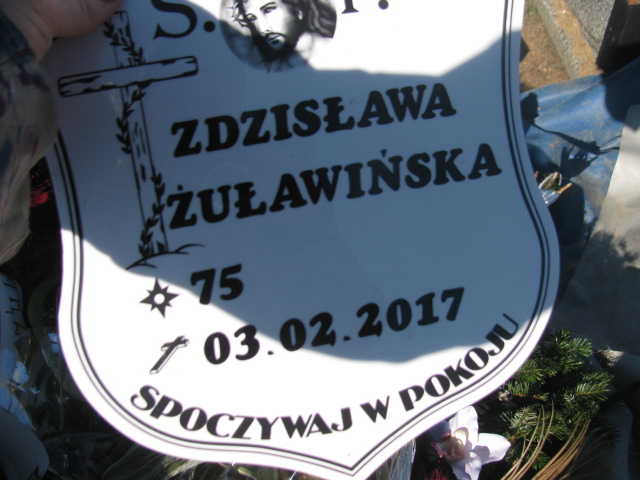 Ś. P.
ZDZISŁAWA
ŻUŁAWIŃSKA
75
03.02.2017
SPOCZYWAJ W POKOJU